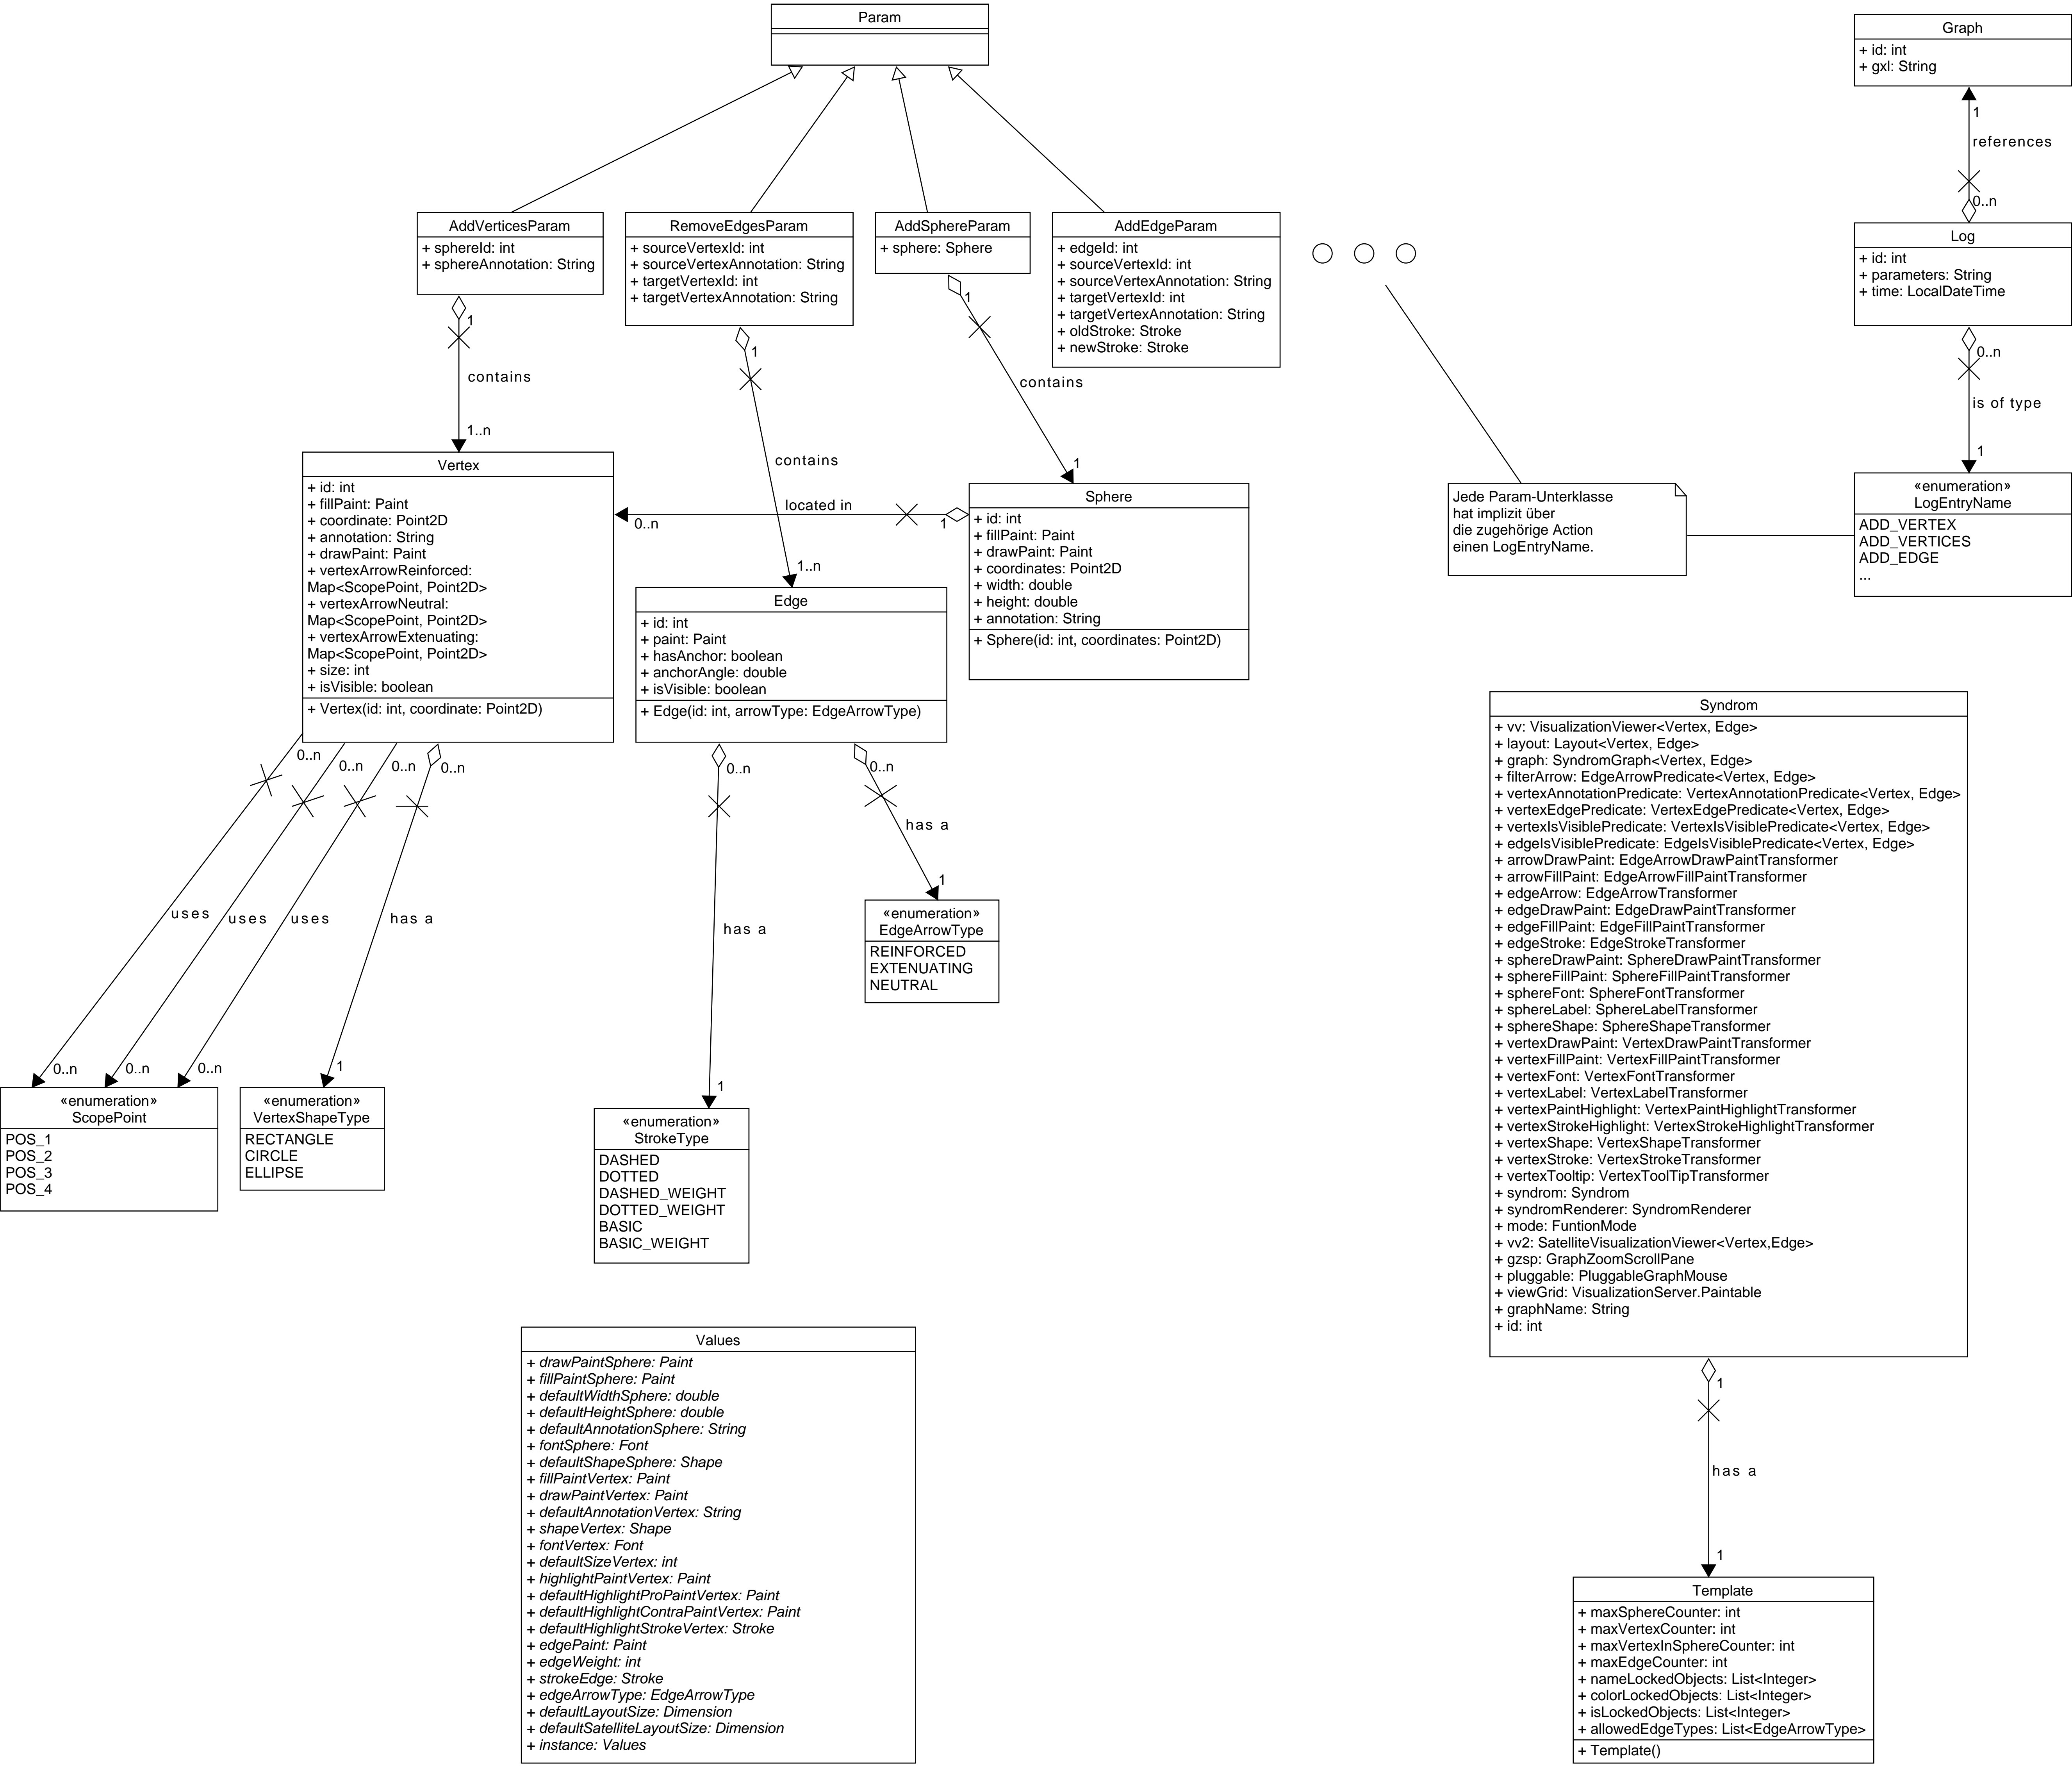 Param
Graph
+ id: int
+ gxl: String
1
references
0..n
AddVerticesParam
+ sphereId: int
+ sphereAnnotation: String
RemoveEdgesParam
+ sourceVertexId: int
+ sourceVertexAnnotation: String
+ targetVertexId: int
+ targetVertexAnnotation: String
AddSphereParam
+ sphere: Sphere
AddEdgeParam
+ edgeId: int
+ sourceVertexId: int
+ sourceVertexAnnotation: String
+ targetVertexId: int
+ targetVertexAnnotation: String
+ oldStroke: Stroke
+ newStroke: Stroke
Log
+ id: int
+ parameters: String
+ time: LocalDateTime
1
contains
1..n
1
contains
1..n
1
contains
1
0..n
is of type
1
Vertex
+ id: int
+ fillPaint: Paint
+ coordinate: Point2D
+ annotation: String
+ drawPaint: Paint
+ vertexArrowReinforced:
Map<ScopePoint, Point2D>
+ vertexArrowNeutral:
Map<ScopePoint, Point2D>
+ vertexArrowExtenuating:
Map<ScopePoint, Point2D>
+ size: int
+ isVisible: boolean
+ Vertex(id: int, coordinate: Point2D)
located in
0..n
1
Sphere
+ id: int
+ fillPaint: Paint
+ drawPaint: Paint
+ coordinates: Point2D
+ width: double
+ height: double
+ annotation: String
+ Sphere(id: int, coordinates: Point2D)
Jede Param-Unterklasse
hat implizit über
die zugehörige Action
einen LogEntryName.
«enumeration»
LogEntryName
ADD_VERTEX
ADD_VERTICES
ADD_EDGE
...
Edge
+ id: int
+ paint: Paint
+ hasAnchor: boolean
+ anchorAngle: double
+ isVisible: boolean
+ Edge(id: int, arrowType: EdgeArrowType)
0..n
0..n
0..n
0..n
uses
uses
uses
has a
0..n
0..n
0..n
1
0..n
has a
1
0..n
has a
1
«enumeration»
EdgeArrowType
REINFORCED
EXTENUATING
NEUTRAL
«enumeration»
ScopePoint
POS_1
POS_2
POS_3
POS_4
«enumeration»
VertexShapeType
RECTANGLE
CIRCLE
ELLIPSE
«enumeration»
StrokeType
DASHED
DOTTED
DASHED_WEIGHT
DOTTED_WEIGHT
BASIC
BASIC_WEIGHT
Syndrom
+ vv: VisualizationViewer<Vertex, Edge>
+ layout: Layout<Vertex, Edge>
+ graph: SyndromGraph<Vertex, Edge>
+ filterArrow: EdgeArrowPredicate<Vertex, Edge>
+ vertexAnnotationPredicate: VertexAnnotationPredicate<Vertex, Edge>
+ vertexEdgePredicate: VertexEdgePredicate<Vertex, Edge>
+ vertexIsVisiblePredicate: VertexIsVisiblePredicate<Vertex, Edge>
+ edgeIsVisiblePredicate: EdgeIsVisiblePredicate<Vertex, Edge>
+ arrowDrawPaint: EdgeArrowDrawPaintTransformer
+ arrowFillPaint: EdgeArrowFillPaintTransformer
+ edgeArrow: EdgeArrowTransformer
+ edgeDrawPaint: EdgeDrawPaintTransformer
+ edgeFillPaint: EdgeFillPaintTransformer
+ edgeStroke: EdgeStrokeTransformer
+ sphereDrawPaint: SphereDrawPaintTransformer
+ sphereFillPaint: SphereFillPaintTransformer
+ sphereFont: SphereFontTransformer
+ sphereLabel: SphereLabelTransformer
+ sphereShape: SphereShapeTransformer
+ vertexDrawPaint: VertexDrawPaintTransformer
+ vertexFillPaint: VertexFillPaintTransformer
+ vertexFont: VertexFontTransformer
+ vertexLabel: VertexLabelTransformer
+ vertexPaintHighlight: VertexPaintHighlightTransformer
+ vertexStrokeHighlight: VertexStrokeHighlightTransformer
+ vertexShape: VertexShapeTransformer
+ vertexStroke: VertexStrokeTransformer
+ vertexTooltip: VertexToolTipTransformer
+ syndrom: Syndrom
+ syndromRenderer: SyndromRenderer
+ mode: FuntionMode
+ vv2: SatelliteVisualizationViewer<Vertex,Edge>
+ gzsp: GraphZoomScrollPane
+ pluggable: PluggableGraphMouse
+ viewGrid: VisualizationServer.Paintable
+ graphName: String
+ id: int
1
has a
1
Values
+ drawPaintSphere: Paint
+ fillPaintSphere: Paint
+ defaultWidthSphere: double
+ defaultHeightSphere: double
+ defaultAnnotationSphere: String
+ fontSphere: Font
+ defaultShapeSphere: Shape
+ fillPaintVertex: Paint
+ drawPaintVertex: Paint
+ defaultAnnotationVertex: String
+ shapeVertex: Shape
+ fontVertex: Font
+ defaultSizeVertex: int
+ highlightPaintVertex: Paint
+ defaultHighlightProPaintVertex: Paint
+ defaultHighlightContraPaintVertex: Paint
+ defaultHighlightStrokeVertex: Stroke
+ edgePaint: Paint
+ edgeWeight: int
+ strokeEdge: Stroke
+ edgeArrowType: EdgeArrowType
+ defaultLayoutSize: Dimension
+ defaultSatelliteLayoutSize: Dimension
+ instance: Values
Template
+ maxSphereCounter: int
+ maxVertexCounter: int
+ maxVertexInSphereCounter: int
+ maxEdgeCounter: int
+ nameLockedObjects: List<Integer>
+ colorLockedObjects: List<Integer>
+ isLockedObjects: List<Integer>
+ allowedEdgeTypes: List<EdgeArrowType>
+ Template()